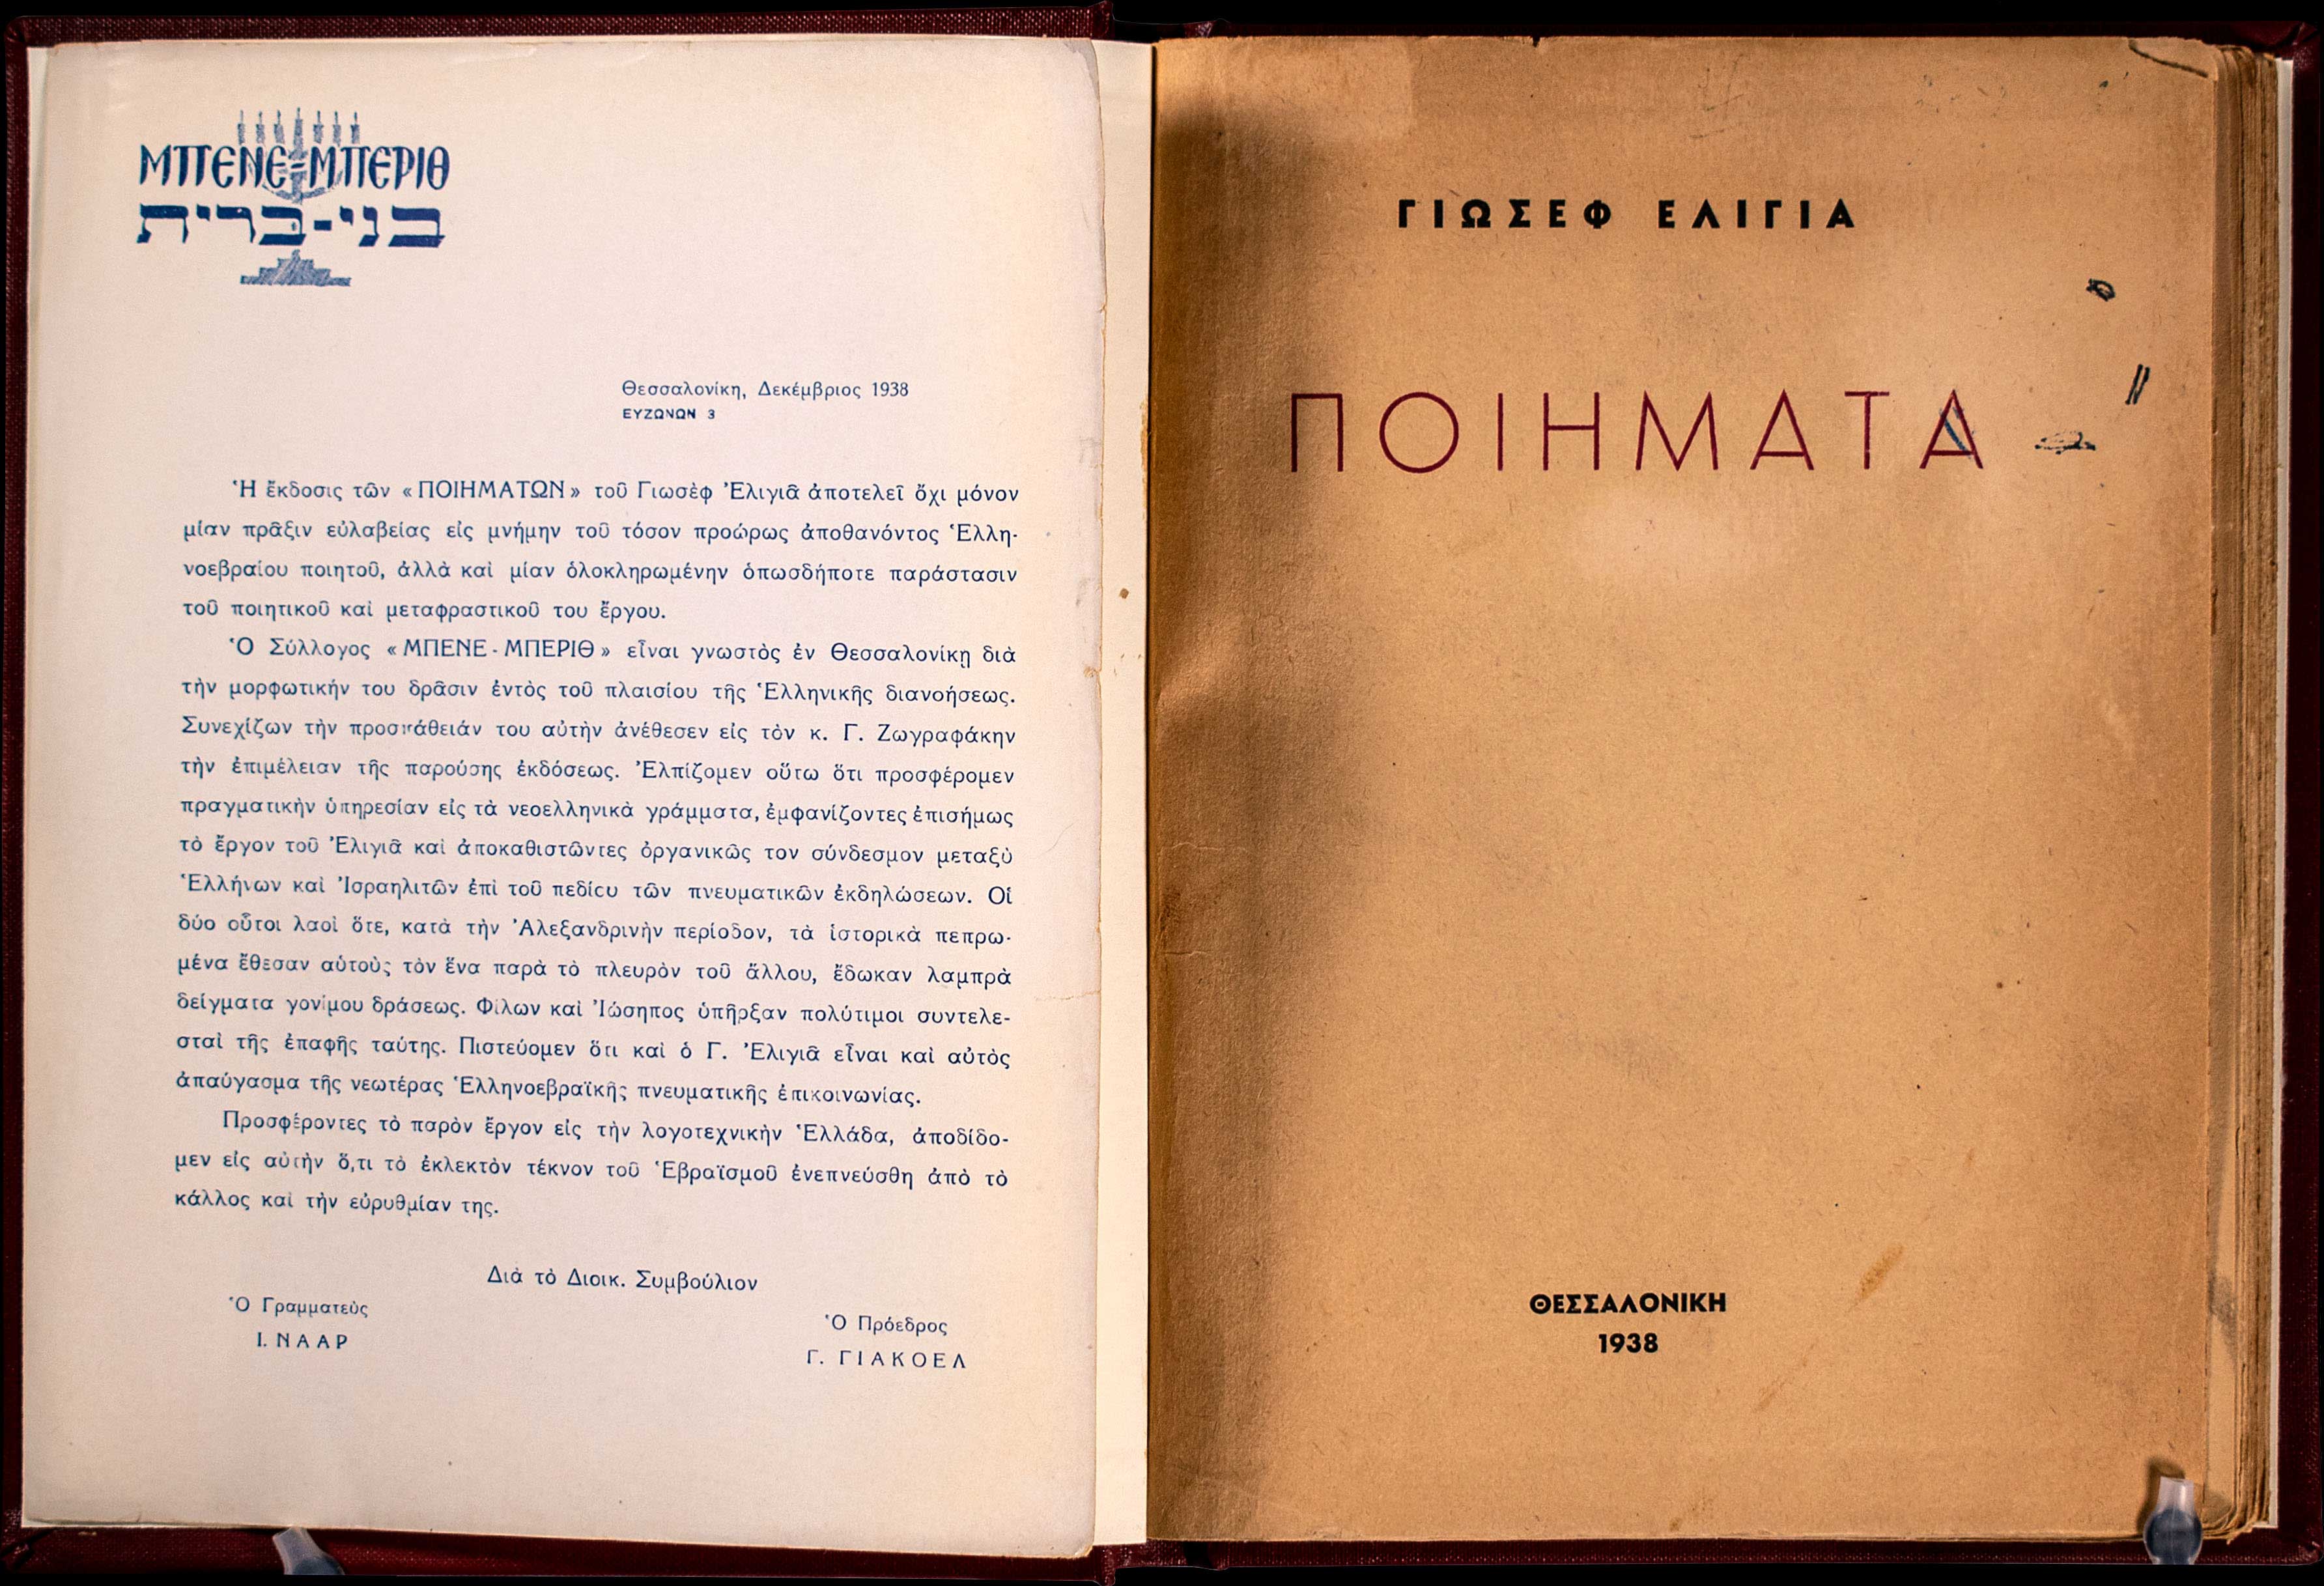 ΜΠΕΝΕ-ΜΠΕΡΙΘ
בני-ברית
Θεσσαλονίκη, Δεκέμβριος 1938
ΕΥΖΩΝΩΝ 3
Ἡ ἔκδοσις τῶν «ΠΟΙΗΜΑΤΩΝ» τοῦ Γιωσὲφ Ἐλιγιᾶ ἀποτελεῖ ὄχι μόνον
μίαν πρᾶξιν εὐλαβείας εἰς μνήμην τοῦ τόσον προώρως ἀποθανόντος Ἑλλη-
νοεβραίου ποιητοῦ, ἀλλὰ καὶ μίαν ὁλοκληρωμένην ὁπωσδήποτε παράστασιν
τοῦ ποιητικοῦ καὶ μεταφραστικοῦ του ἔργου.
Ὁ Σύλλογος «ΜΠΕΝΕ-ΜΠΕΡΙΘ» εἶναι γνωστὸς ἐν Θεσσαλονίκῃ διὰ
τὴν μορφωτικήν του δρᾶσιν ἐντὸς τοῦ πλαισίου τῆς Ἑλληνικῆς διανοήσεως.
Συνεχίζων τὴν προσπάθειάν του αὐτὴν ἀνέθεσεν εἰς τὸν κ. Γ. Ζωγραφάκην
τὴν ἐπιμέλειαν τῆς παρούσης ἐκδόσεως. Ἐλπίζομεν οὕτω ὅτι προσφέρομεν
πραγματικὴν ὑπηρεσίαν εἰς τὰ νεοελληνικὰ γράμματα, ἐμφανίζοντες ἐπισήμως
τὸ ἔργον τοῦ Ἐλιγιᾶ καὶ ἀποκαθιστῶντες ὀργανικῶς τον σύνδεσμον μεταξὺ
Ἑλλήνων καὶ Ἰσραηλιτῶν ἐπὶ τοῦ πεδίου τῶν πνευματικῶν ἐκδηλώσεων. Οἱ
δύο οὗτοι λαοὶ ὅτε, κατὰ τὴν Ἀλεξανδρινὴν περίοδον, τὰ ἱστορικὰ πεπρω-
μένα ἔθεσαν αὐτοὺς τὸν ἕνα παρὰ τὸ πλευρὸν τοῦ ἄλλου, ἔδωκαν λαμπρὰ
δείγματα γονίμου δράσεως. Φίλων καὶ Ἰώσηπος ὑπῆρξαν πολύτιμοι συντελε-
σταὶ τῆς ἐπαφῆς ταύτης. Πιστεύομεν ὅτι καὶ ὁ Γ. Ἐλιγιᾶ εἶναι καὶ αὐτὸς
ἀπαύγασμα τῆς νεωτέρας Ἑλληνοεβραϊκῆς πνευματικῆς ἐπικοινωνίας.
Προσφέροντες τὸ παρὸν ἔργον εἰς τὴν λογοτεχνικὴν Ἑλλάδα, ἀποδίδο-
μεν εἰς αὐτὴν ὅ,τι τὸ ἐκλεκτὸν τέκνον τοῦ Ἑβραϊσμοῦ ἐνεπνεύσθη ἀπὸ τὸ
κάλλος καὶ τὴν εὐρυθμίαν της.
Διὰ τὸ Διοικ. Συμβούλιον
Ὁ Γραμματεὺς
Ι. ΝΑΑΡ
Ὁ Πρόεδρος
Γ. ΓΙΑΚΟΕΛ
ΓΙΩΣΕΦ ΕΛΙΓΙΑ
ΠΟΙΗΜΑΤΑ
ΘΕΣΣΑΛΟΝΙΚΗ
1938